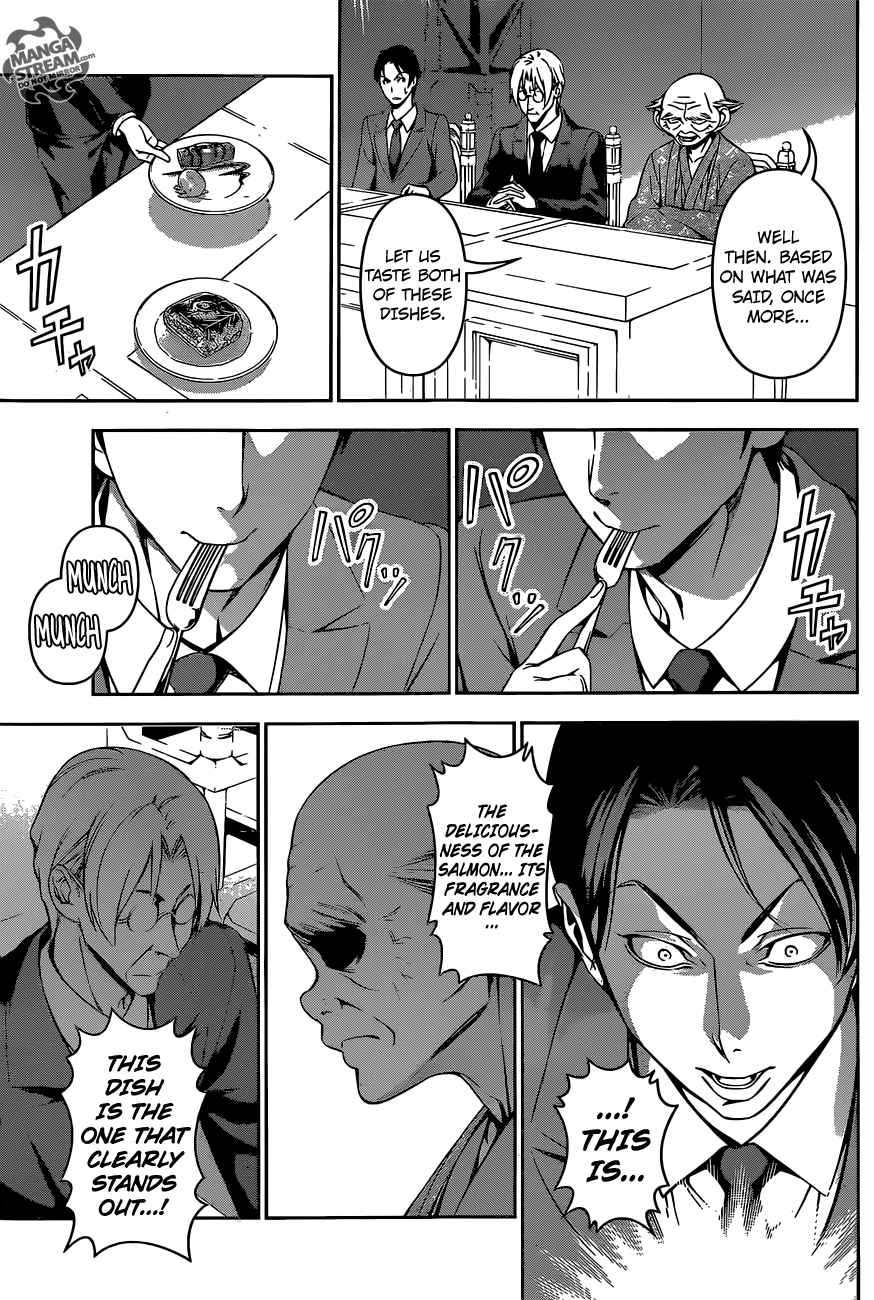 MANGA
STREAM.com
DO NOT MIRROR
WELL
THEN. BASED
ON WHAT WAS
SAID, ONCE
MORE...
LET US
TASTE BOTH
OF THESE
DISHES.
カチャ
カチャ
パクッ
パクッ
MUNCH
MUNCH
...!
THIS
IS...
THE
DELICIOUS-
NESS OF THE
SALMON... ITS
FRAGRANCE
AND FLAVOR
...
THIS
DISH
IS THE
ONE THAT
CLEARLY
STANDS
OUT...!